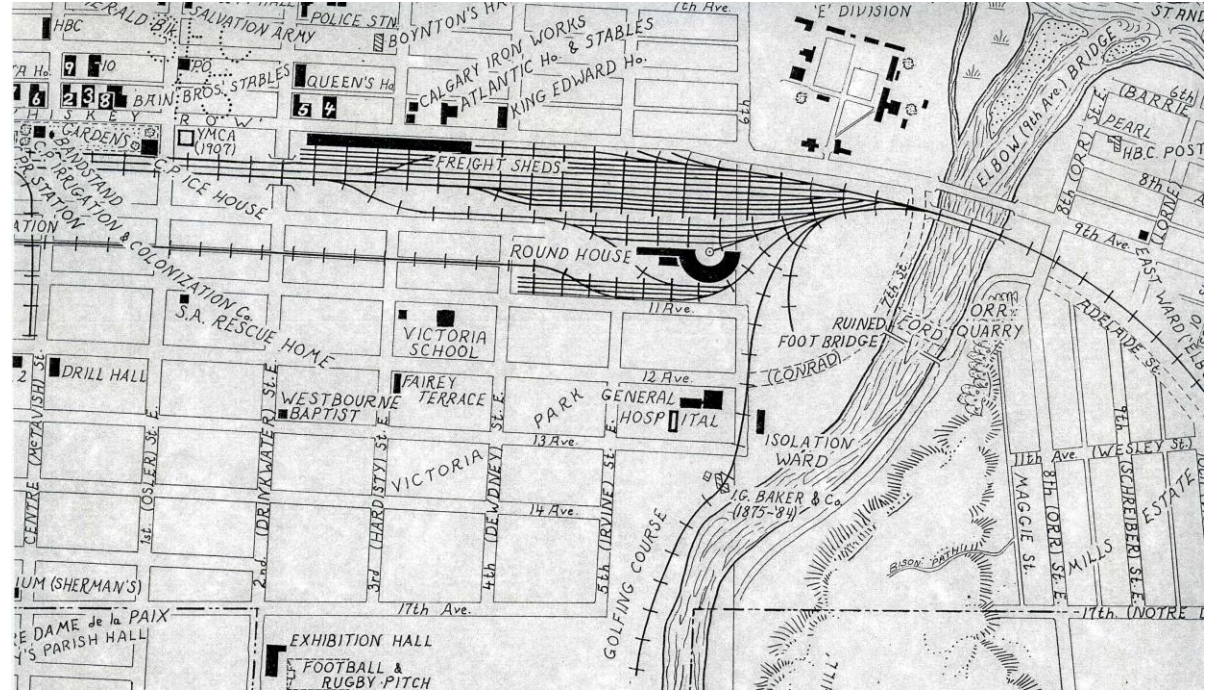 HERALD Blk.
SALVATION ARMY
POLICE STN.
BOYNTON'S
7th Ave.
'E' DIVISION
STAND
HBC
CALGARY IRON WORKS
ATLANTIC Ho. & STABLES
KING EDWARD Ho.
ELBOW (9th Ave.) BRIDGE
9
10
PO
QUEEN'S Ho.
6th
(BARRIE)
6th
PEARL
H.B.C. POST
6
2
3
8
BAIN BROS. STABLES
5
4
WHISKEY ROW
YMCA
(1907)
GARDENS
BANDSTAND
C.P. IRRIGATION & COLONIZATION Co.
C.P.R. STATION
C.P. ICE HOUSE
FREIGHT SHEDS
8th (ORR) St. E.
8th
(LORNE)
9th Ave.
EAST WARD
ADELAIDE St.
ROUND HOUSE
7th St.
11 Ave.
S.A. RESCUE HOME
VICTORIA
SCHOOL
RUINED
FOOT BRIDGE
FORD
ORR
QUARRY
(CONRAD)
12 Ave.
2
DRILL HALL
WESTBOURNE
BAPTIST
FAIREY
TERRACE
VICTORIA PARK
GENERAL
HOSPITAL
13 Ave.
ISOLATION
WARD
11th Ave. (WESLEY St.)
CENTRE (McTAVISH) St.
1st (OSLER) St. E.
2nd (DRINKWATER) St. E.
3rd (HARDISTY) St. E.
4th (DEWDNEY) St. E.
5th (IRVINE) St. E.
14 Ave.
I.G. BAKER & Co.
(1875-84)
MAGGIE St.
8th (ORR) St. E.
9th (SCHREIBER) St. E.
MILLS ESTATE
BISON PATH
GOLFING COURSE
(SHERMAN'S)
17th Ave.
17th. (NOTRE
DAME de la PAIX
PARISH HALL
EXHIBITION HALL
FOOTBALL &
RUGBY PITCH